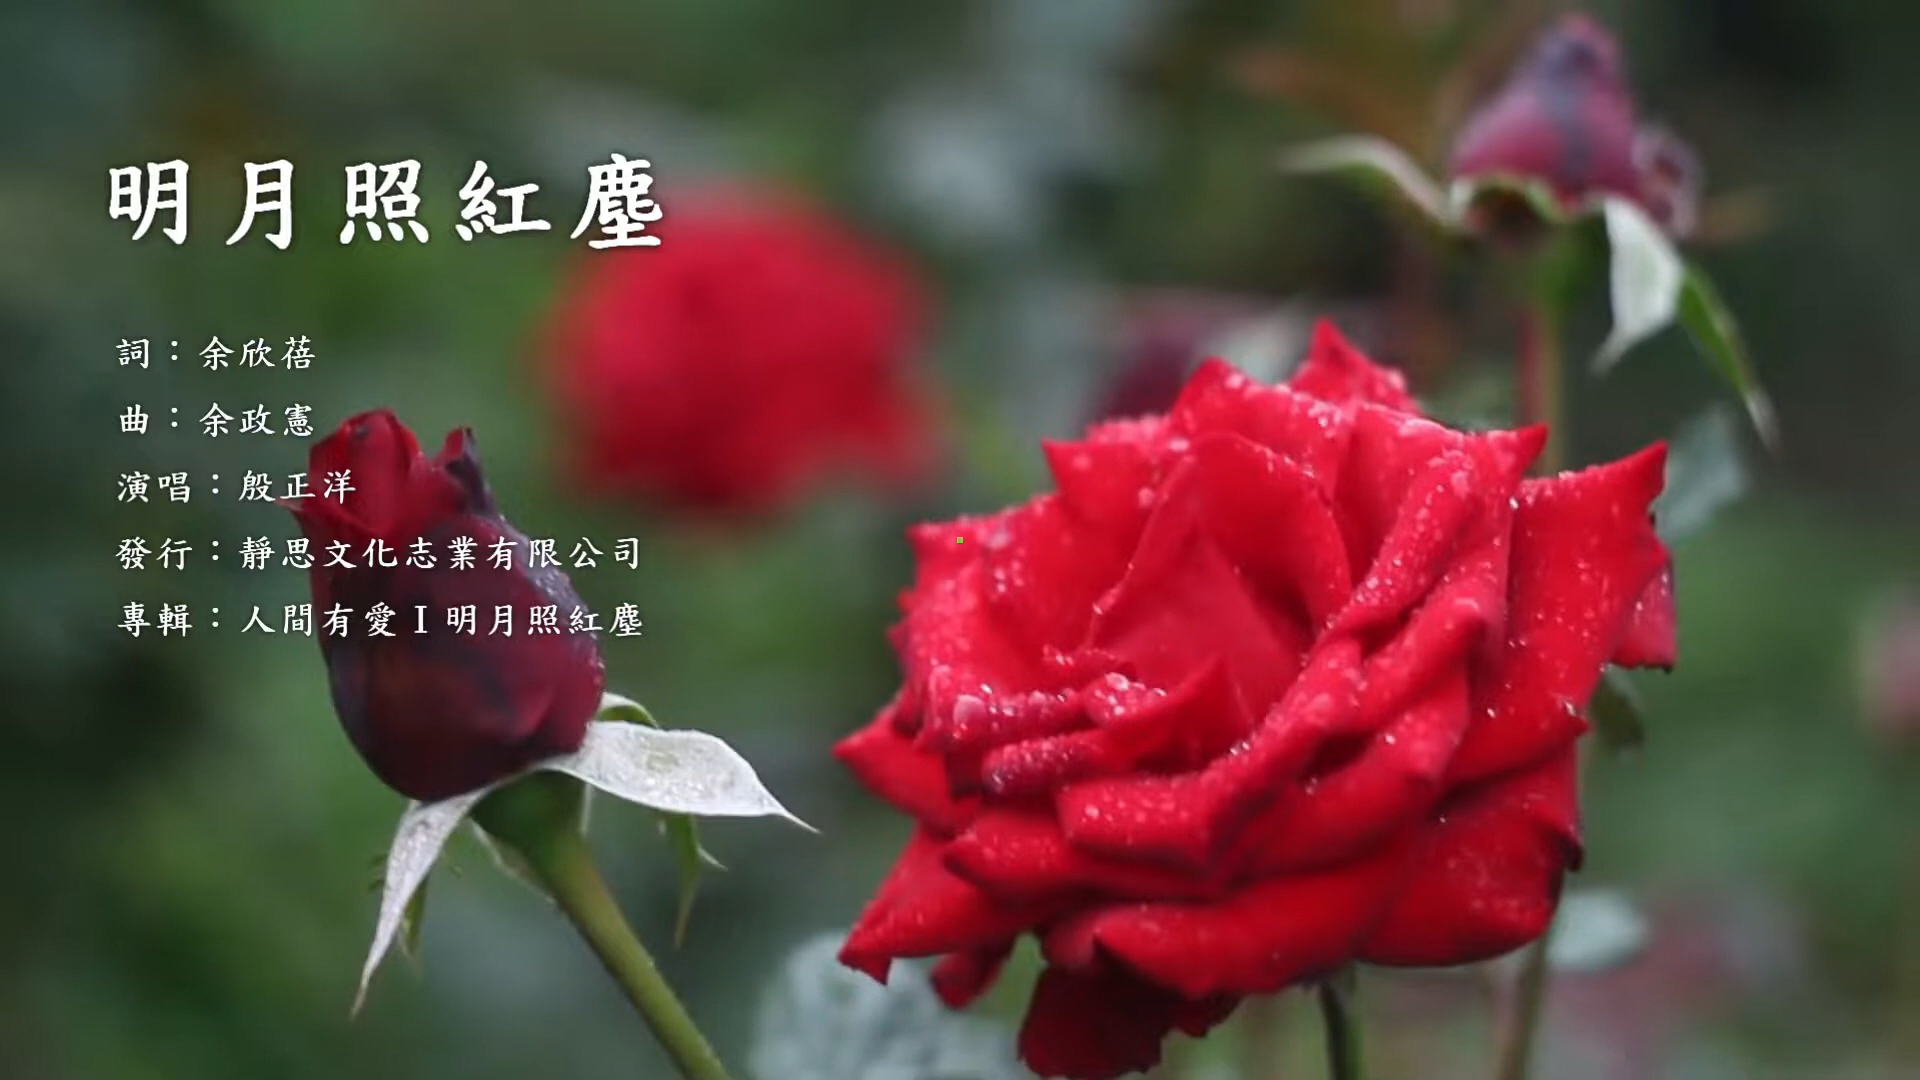 明月照紅塵
詞：余欣蓓
曲：余政憲
演唱：殷正洋
發行：靜思文化志業有限公司
專輯：人間有愛 I 明月照紅塵